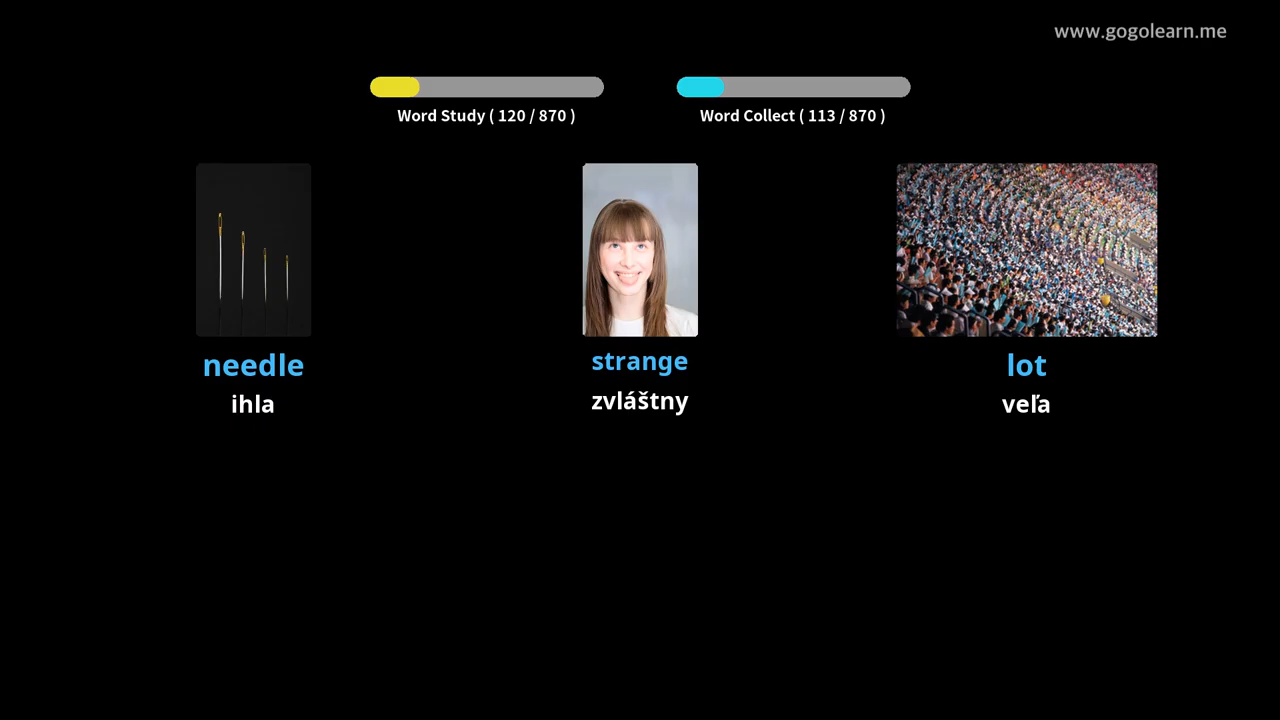 www.gogolearn.me
Word Study ( 120 / 870 )
Word Collect ( 113 / 870 )
needle
ihla
strange
zvláštny
lot
veľa